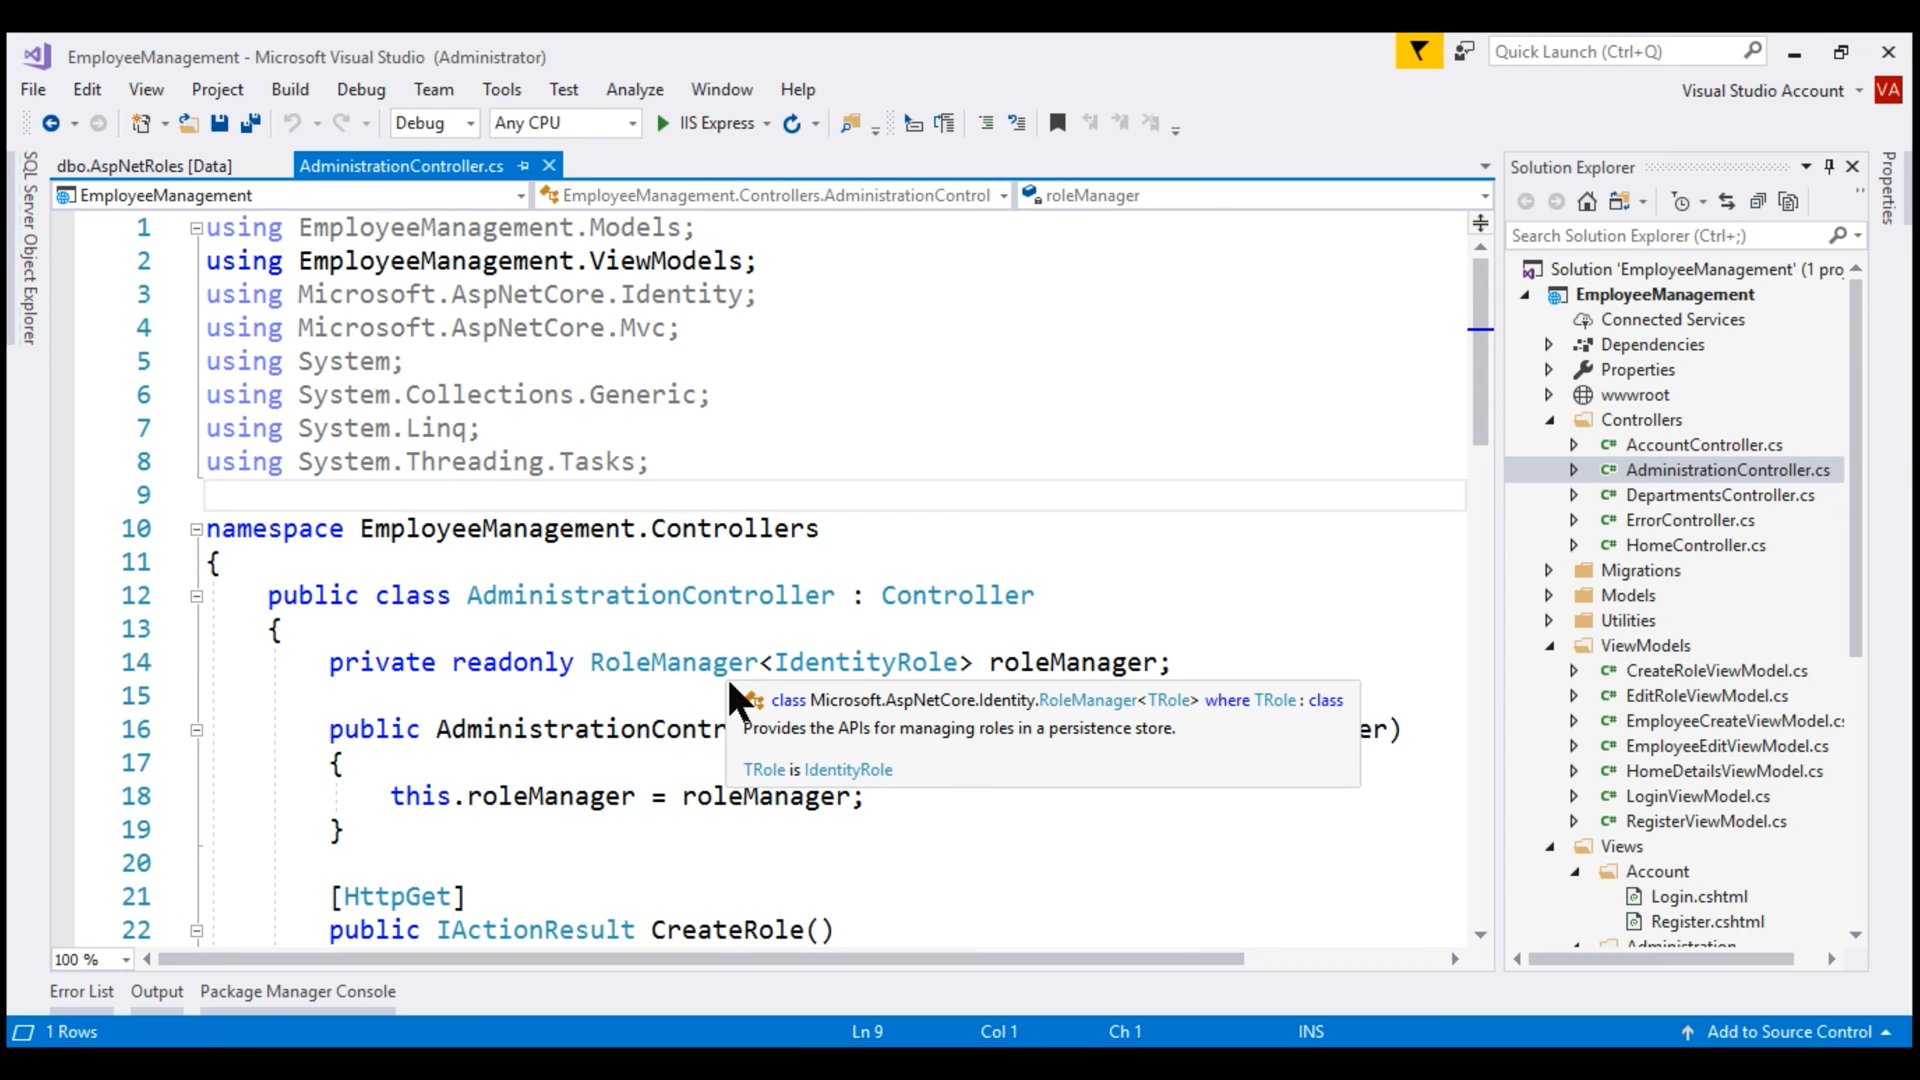 EmployeeManagement - Microsoft Visual Studio (Administrator)
Quick Launch (Ctrl+Q)
File Edit View Project Build Debug Team Tools Test Analyze Window Help
Visual Studio Account VA
Debug Any CPU IIS Express
SQL Server Object Explorer
dbo.AspNetRoles [Data] AdministrationController.cs
EmployeeManagement EmployeeManagement.Controllers.AdministrationControl roleManager
1 using EmployeeManagement.Models;
2 using EmployeeManagement.ViewModels;
3 using Microsoft.AspNetCore.Identity;
4 using Microsoft.AspNetCore.Mvc;
5 using System;
6 using System.Collections.Generic;
7 using System.Linq;
8 using System.Threading.Tasks;
9
10 namespace EmployeeManagement.Controllers
11 {
12 public class AdministrationController : Controller
13 {
14 private readonly RoleManager<IdentityRole> roleManager;
15
16 public AdministrationContr er)
17 {
18 this.roleManager = roleManager;
19 }
20
21 [HttpGet]
22 public IActionResult CreateRole()
class Microsoft.AspNetCore.Identity.RoleManager<TRole> where TRole : class
Provides the APIs for managing roles in a persistence store.
TRole is IdentityRole
100 %
Solution Explorer
Search Solution Explorer (Ctrl+;)
Solution 'EmployeeManagement' (1 pro
EmployeeManagement
Connected Services
Dependencies
Properties
wwwroot
Controllers
C# AccountController.cs
C# AdministrationController.cs
C# DepartmentsController.cs
C# ErrorController.cs
C# HomeController.cs
Migrations
Models
Utilities
ViewModels
C# CreateRoleViewModel.cs
C# EditRoleViewModel.cs
C# EmployeeCreateViewModel.cs
C# EmployeeEditViewModel.cs
C# HomeDetailsViewModel.cs
C# LoginViewModel.cs
C# RegisterViewModel.cs
Views
Account
Login.cshtml
Register.cshtml
Administration
Properties
Error List Output Package Manager Console
1 Rows Ln 9 Col 1 Ch 1 INS Add to Source Control